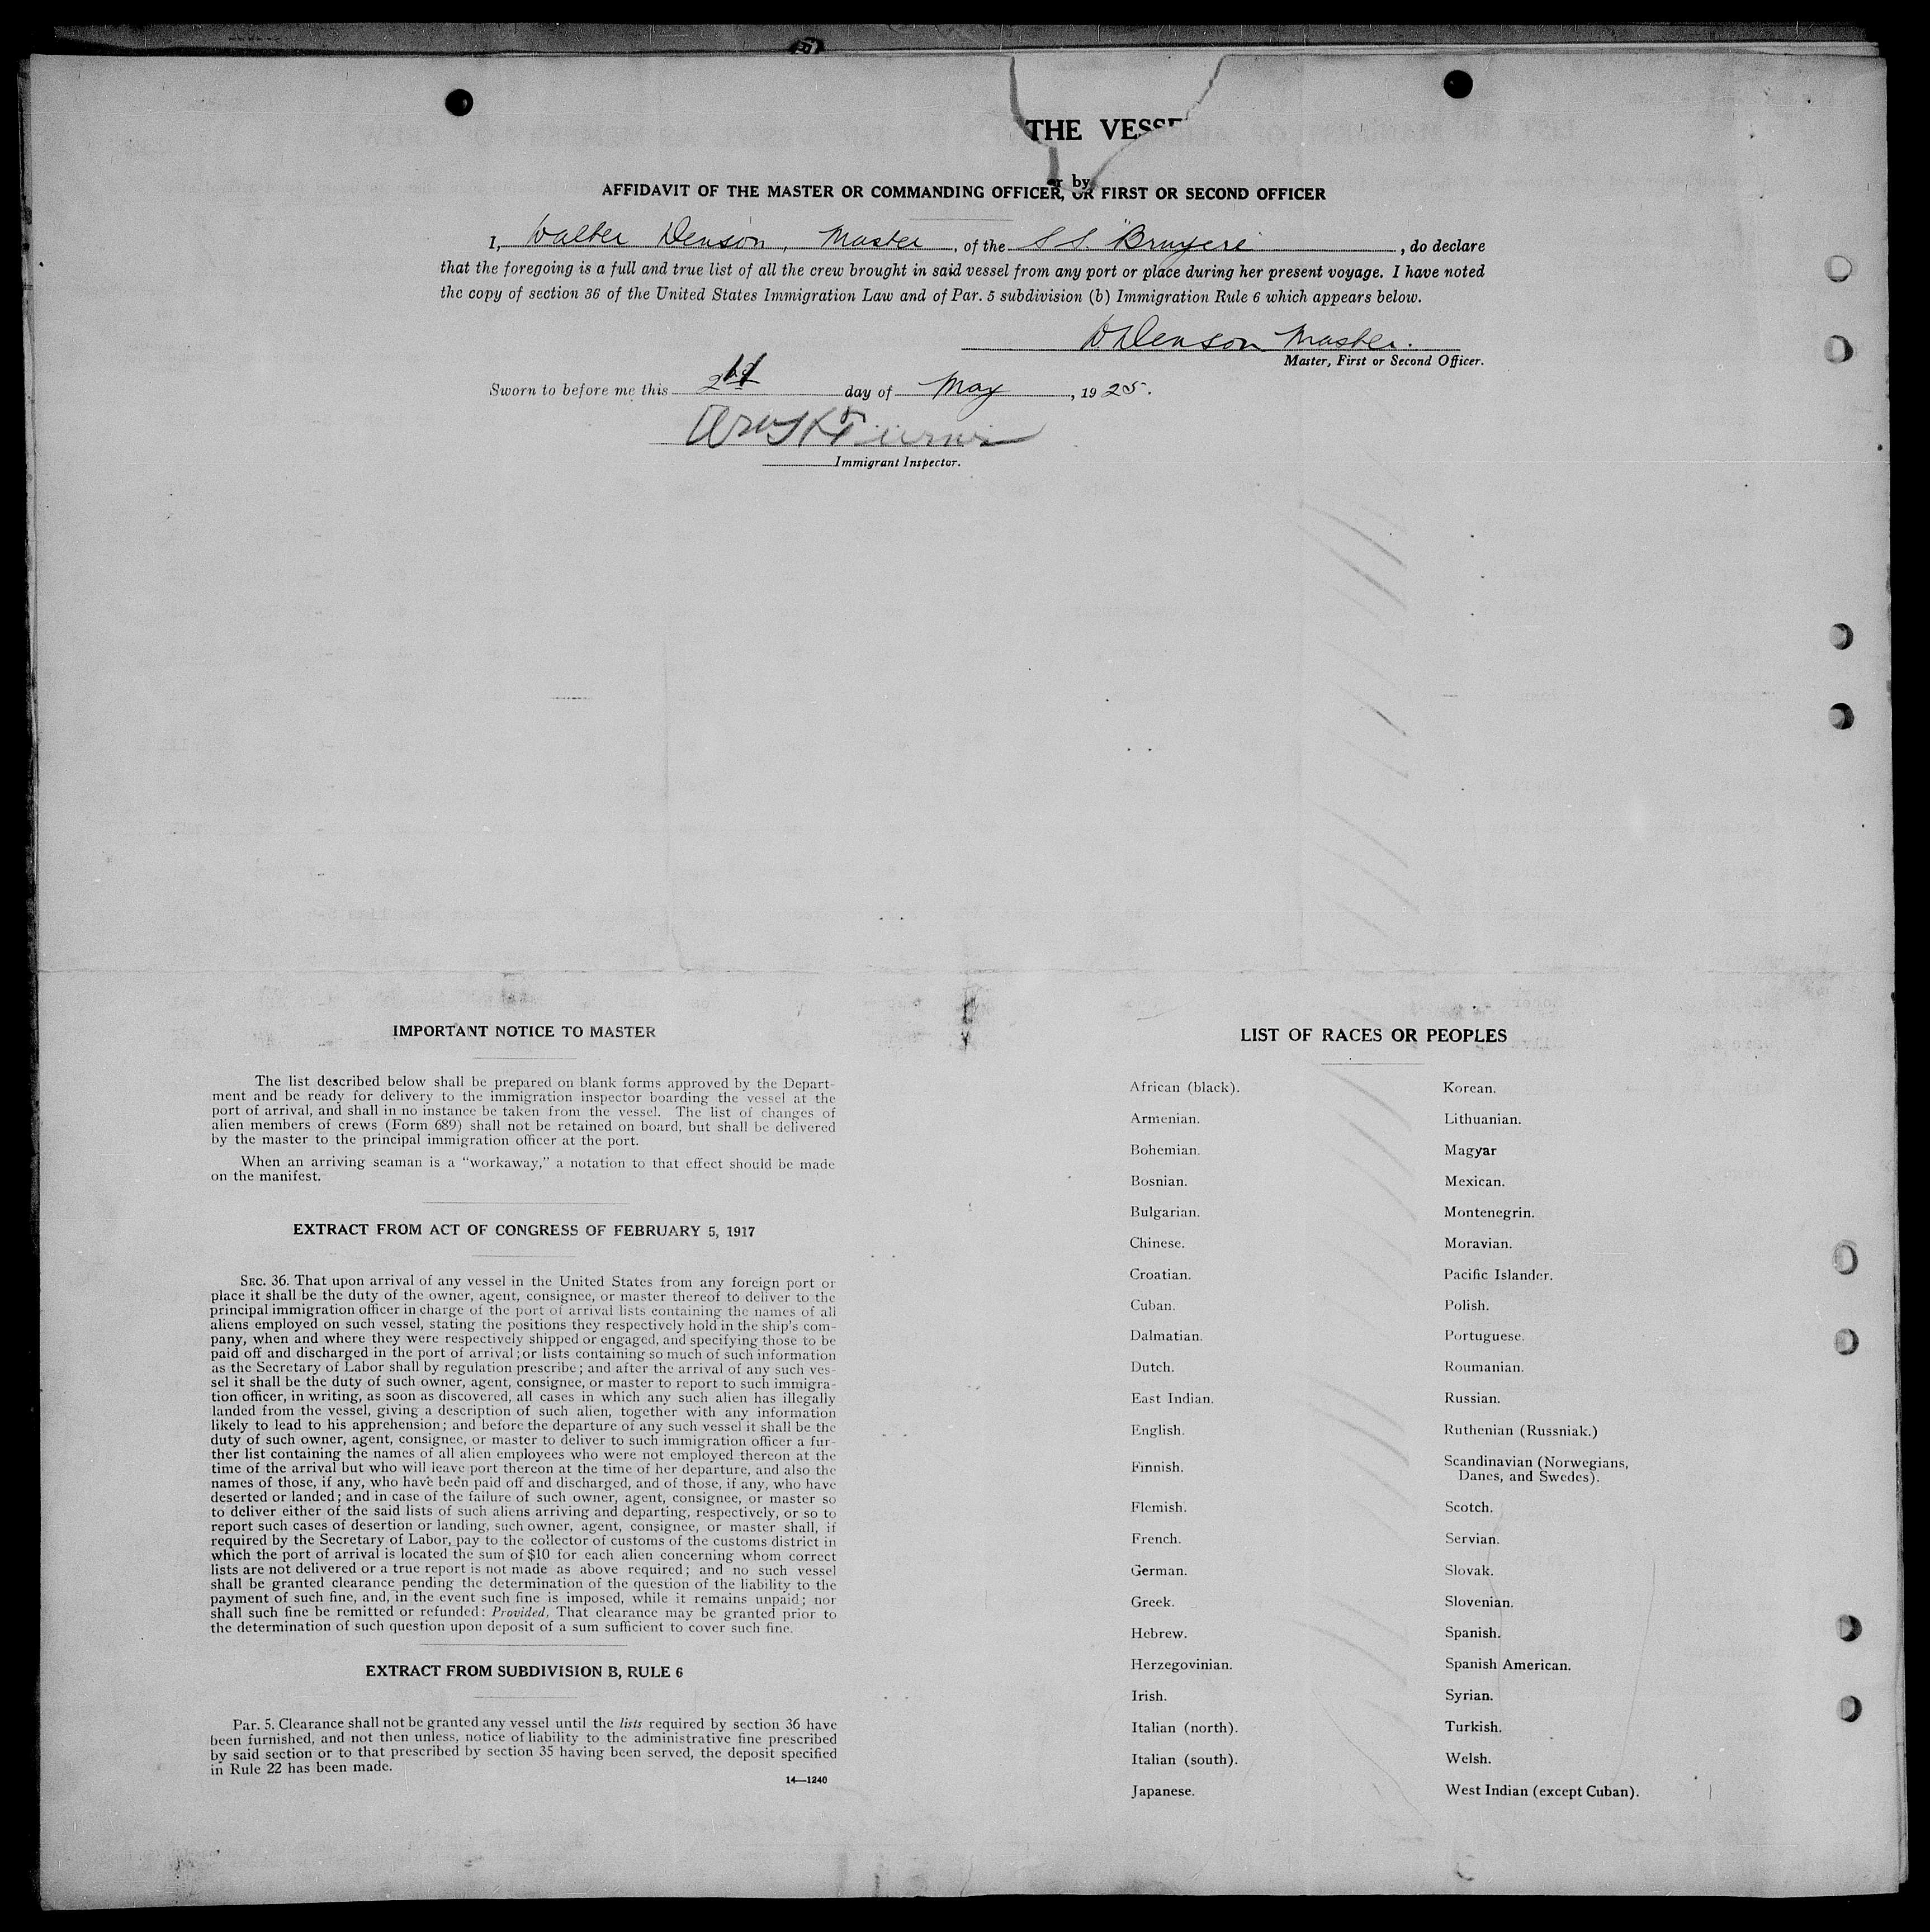 THE VESSE
or by
AFFIDAVIT OF THE MASTER OR COMMANDING OFFICER, OR FIRST OR SECOND OFFICER
I, Walter Denson, Master, of the S S. Bruyere, do declare
that the foregoing is a full and true list of all the crew brought in said vessel from any port or place during her present voyage. I have noted
the copy of section 36 of the United States Immigration Law and of Par. 5 subdivision (b) Immigration Rule 6 which appears below.
W. Denson Master.
Master, First or Second Officer.
Sworn to before me this day of May, 1925.
Immigrant Inspector.
IMPORTANT NOTICE TO MASTER
The list described below shall be prepared on blank forms approved by the Depart-
ment and be ready for delivery to the immigration inspector boarding the vessel at the
port of arrival, and shall in no instance be taken from the vessel. The list of changes of
alien members of crews (Form 689) shall not be retained on board, but shall be delivered
by the master to the principal immigration officer at the port.
When an arriving seaman is a "workaway," a notation to that effect should be made
on the manifest.
EXTRACT FROM ACT OF CONGRESS OF FEBRUARY 5, 1917
SEC. 36. That upon arrival of any vessel in the United States from any foreign port or
place it shall be the duty of the owner, agent, consignee, or master thereof to deliver to the
principal immigration officer in charge of the port of arrival lists containing the names of all
aliens employed on such vessel, stating the positions they respectively hold in the ship's com-
pany, when and where they were respectively shipped or engaged, and specifying those to be
paid off and discharged in the port of arrival; or lists containing so much of such information
as the Secretary of Labor shall by regulation prescribe; and after the arrival of any such ves-
sel it shall be the duty of such owner, agent, consignee, or master to report to such immigra-
tion officer, in writing, as soon as discovered, all cases in which any such alien has illegally
landed from the vessel, giving a description of such alien, together with any information
likely to lead to his apprehension; and before the departure of any such vessel it shall be the
duty of such owner, agent, consignee, or master to deliver to such immigration officer a fur-
ther list containing the names of all alien employees who were not employed thereon at the
time of the arrival but who will leave port thereon at the time of her departure, and also the
names of those, if any, who have been paid off and discharged, and of those, if any, who have
deserted or landed; and in case of the failure of such owner, agent, consignee, or master so
to deliver either of the said lists of such aliens arriving and departing, respectively, or so to
report such cases of desertion or landing, such owner, agent, consignee, or master shall, if
required by the Secretary of Labor, pay to the collector of customs of the customs district in
which the port of arrival is located the sum of $10 for each alien concerning whom correct
lists are not delivered or a true report is not made as above required; and no such vessel
shall be granted clearance pending the determination of the question of the liability to the
payment of such fine, and, in the event such fine is imposed, while it remains unpaid; nor
shall such fine be remitted or refunded: Provided, That clearance may be granted prior to
the determination of such question upon deposit of a sum sufficient to cover such fine.
EXTRACT FROM SUBDIVISION B, RULE 6
Par. 5. Clearance shall not be granted any vessel until the lists required by section 36 have
been furnished, and not then unless, notice of liability to the administrative fine prescribed
by said section or to that prescribed by section 35 having been served, the deposit specified
in Rule 22 has been made.
14—1240
LIST OF RACES OR PEOPLES
African (black).
Armenian.
Bohemian.
Bosnian.
Bulgarian.
Chinese.
Croatian.
Cuban.
Dalmatian.
Dutch.
East Indian.
English.
Finnish.
Flemish.
French.
German.
Greek.
Hebrew.
Herzegovinian.
Irish.
Italian (north).
Italian (south).
Japanese.
Korean.
Lithuanian.
Magyar
Mexican.
Montenegrin.
Moravian.
Pacific Islander.
Polish.
Portuguese.
Roumanian.
Russian.
Ruthenian (Russniak.)
Scandinavian (Norwegians,
Danes, and Swedes).
Scotch.
Servian.
Slovak.
Slovenian.
Spanish.
Spanish American.
Syrian.
Turkish.
Welsh.
West Indian (except Cuban).